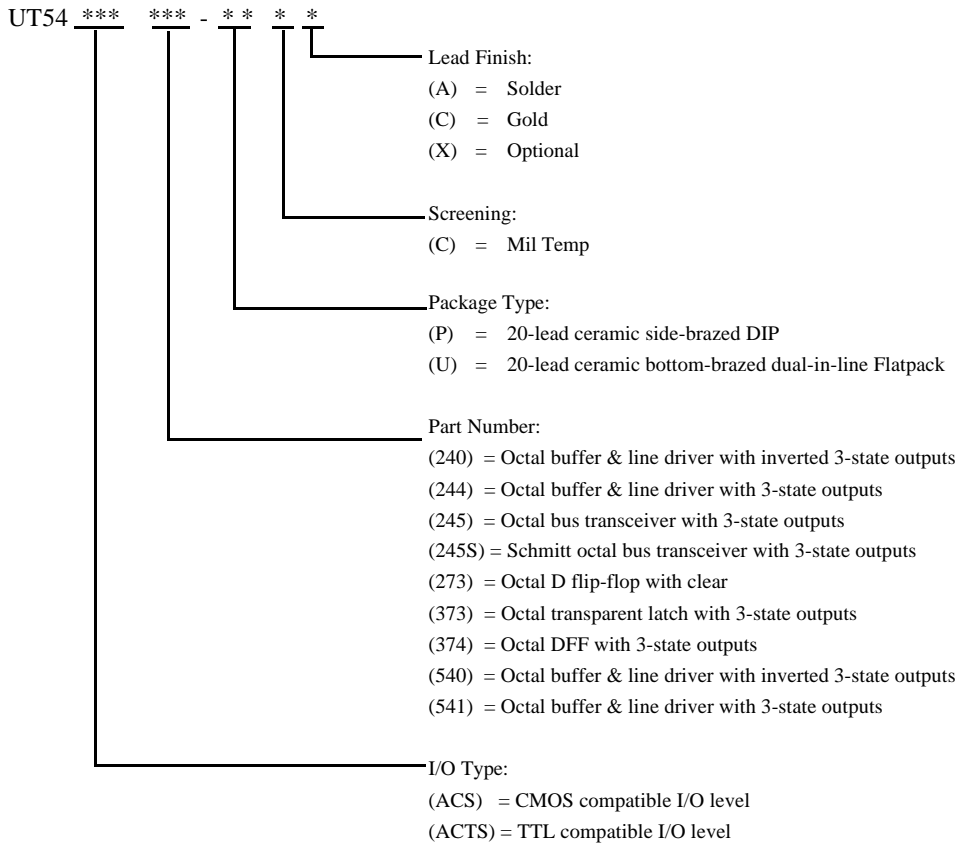 UT54 *** *** - * * * *
Lead Finish:
(A) = Solder
(C) = Gold
(X) = Optional
Screening:
(C) = Mil Temp
Package Type:
(P) = 20-lead ceramic side-brazed DIP
(U) = 20-lead ceramic bottom-brazed dual-in-line Flatpack
Part Number:
(240) = Octal buffer & line driver with inverted 3-state outputs
(244) = Octal buffer & line driver with 3-state outputs
(245) = Octal bus transceiver with 3-state outputs
(245S) = Schmitt octal bus transceiver with 3-state outputs
(273) = Octal D flip-flop with clear
(373) = Octal transparent latch with 3-state outputs
(374) = Octal DFF with 3-state outputs
(540) = Octal buffer & line driver with inverted 3-state outputs
(541) = Octal buffer & line driver with 3-state outputs
I/O Type:
(ACS) = CMOS compatible I/O level
(ACTS) = TTL compatible I/O level